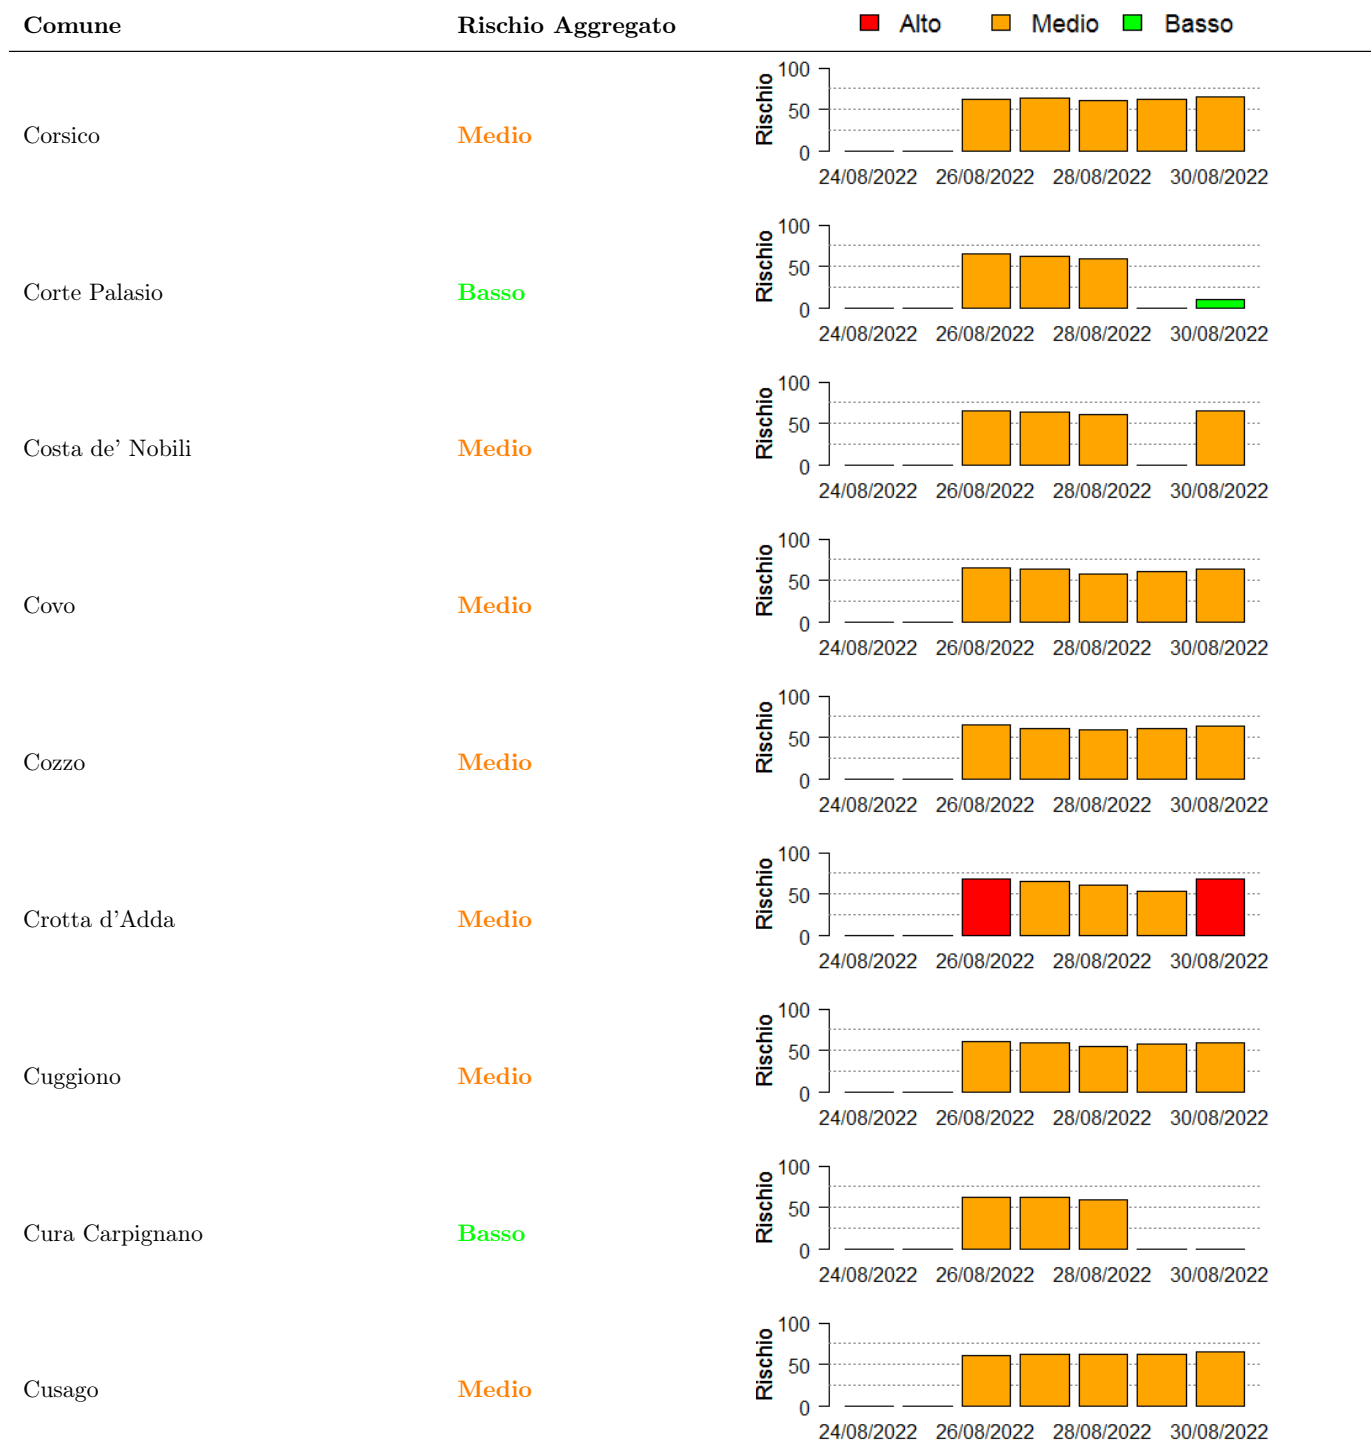 Comune Rischio Aggregato Alto Medio Basso
Corsico Medio
Rischio
100
50
0
24/08/2022 26/08/2022 28/08/2022 30/08/2022
Corte Palasio Basso
Rischio
100
50
0
24/08/2022 26/08/2022 28/08/2022 30/08/2022
Costa de' Nobili Medio
Rischio
100
50
0
24/08/2022 26/08/2022 28/08/2022 30/08/2022
Covo Medio
Rischio
100
50
0
24/08/2022 26/08/2022 28/08/2022 30/08/2022
Cozzo Medio
Rischio
100
50
0
24/08/2022 26/08/2022 28/08/2022 30/08/2022
Crotta d'Adda Medio
Rischio
100
50
0
24/08/2022 26/08/2022 28/08/2022 30/08/2022
Cuggiono Medio
Rischio
100
50
0
24/08/2022 26/08/2022 28/08/2022 30/08/2022
Cura Carpignano Basso
Rischio
100
50
0
24/08/2022 26/08/2022 28/08/2022 30/08/2022
Cusago Medio
Rischio
100
50
0
24/08/2022 26/08/2022 28/08/2022 30/08/2022